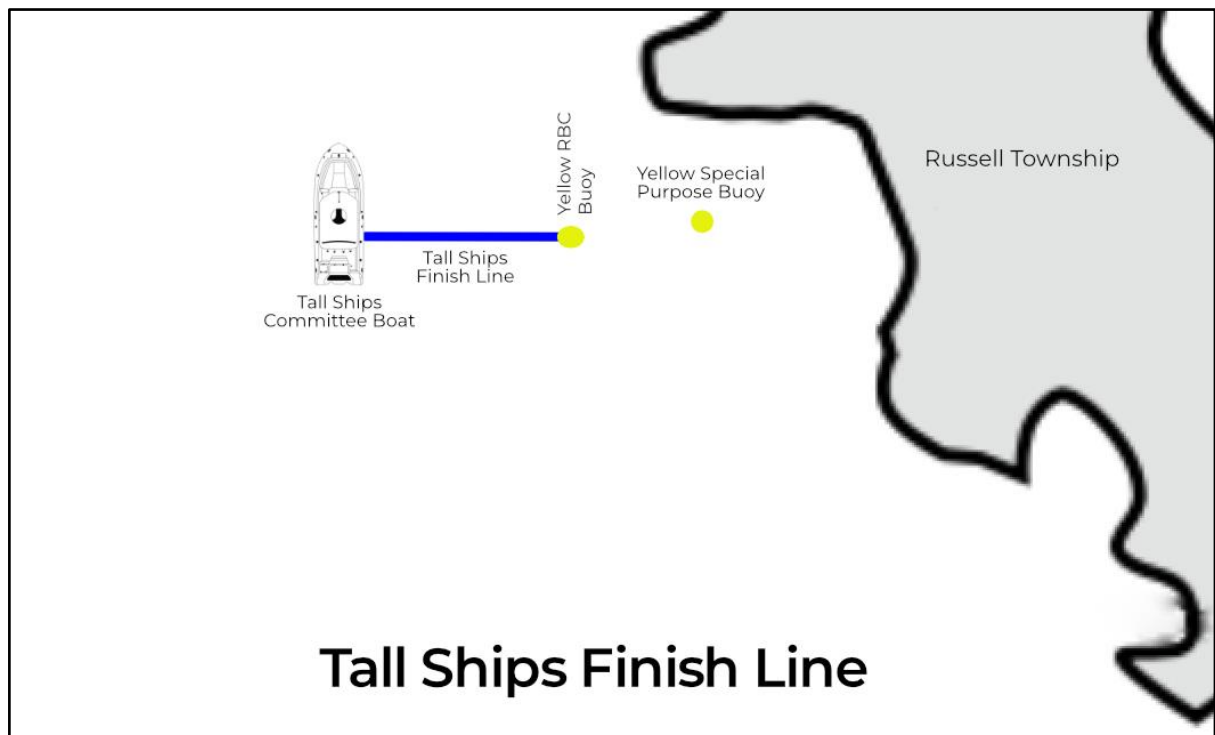 Russell Township
Yellow RBC
Buoy
Yellow Special
Purpose Buoy
Tall Ships
Finish Line
Tall Ships
Committee Boat
Tall Ships Finish Line